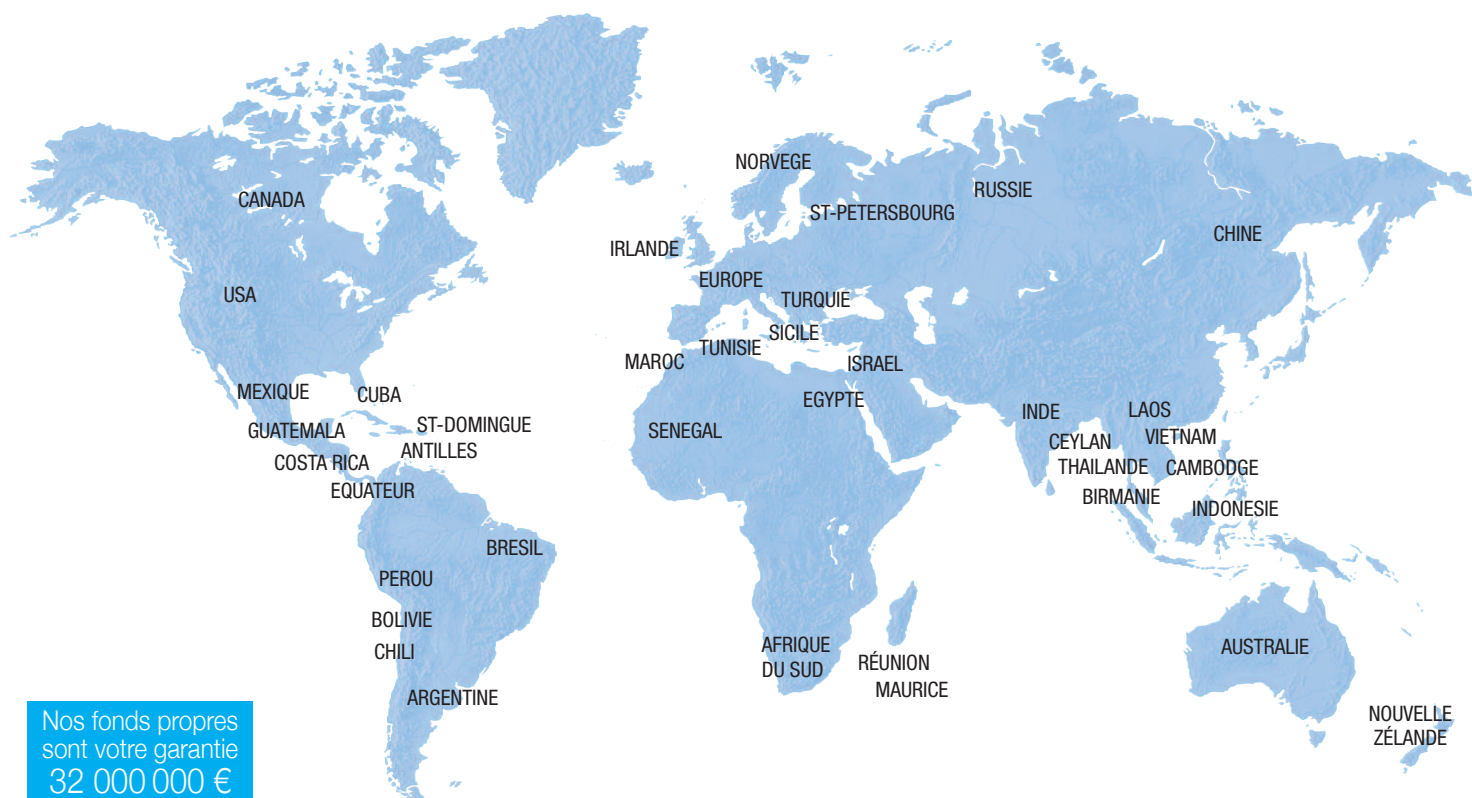 NORVEGE
RUSSIE
CANADA
ST-PETERSBOURG
CHINE
IRLANDE
EUROPE
USA
TURQUIE
SICILE
TUNISIE
MAROC
ISRAEL
MEXIQUE
CUBA
EGYPTE
INDE
LAOS
ST-DOMINGUE
GUATEMALA
SENEGAL
CEYLAN
VIETNAM
ANTILLES
COSTA RICA
THAILANDE
CAMBODGE
EQUATEUR
BIRMANIE
INDONESIE
BRESIL
PEROU
BOLIVIE
CHILI
AFRIQUE
DU SUD
RÉUNION
MAURICE
AUSTRALIE
ARGENTINE
NOUVELLE
ZÉLANDE
Nos fonds propres
sont votre garantie
32 000 000 €